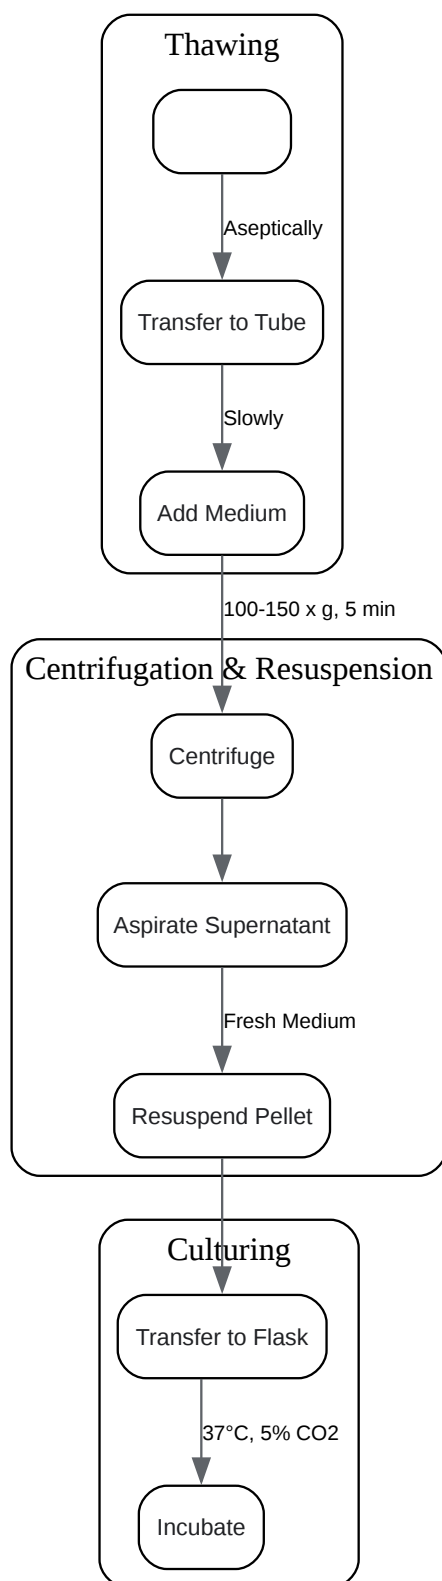 Thawing
Aseptically
Transfer to Tube
Slowly
Add Medium
100-150 x g, 5 min
Centrifugation & Resuspension
Centrifuge
Aspirate Supernatant
Fresh Medium
Resuspend Pellet
Culturing
Transfer to Flask
37°C, 5% CO2
Incubate